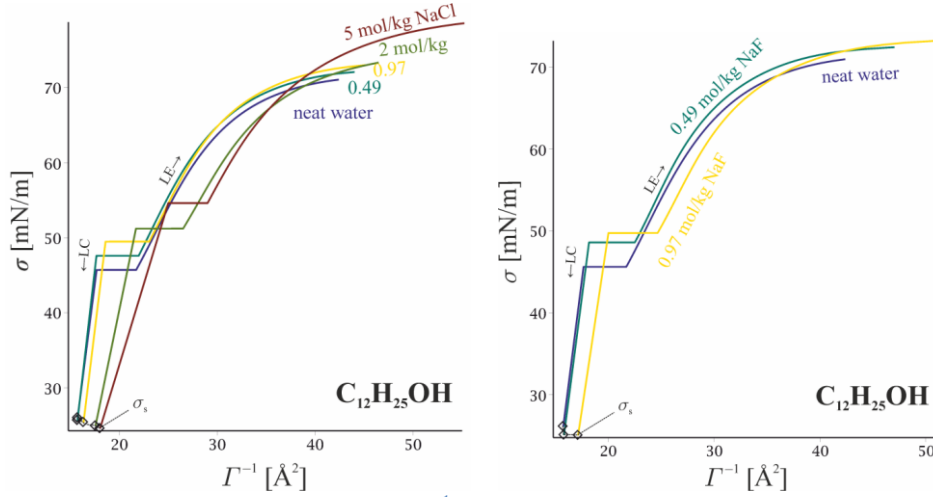 5 mol/kg NaCl
2 mol/kg
0.97
0.49
neat water
70
60
50
40
30
σ [mN/m]
LE→
←LC
σs
C12H25OH
20 30 40 50
Γ−1 [Å2]
0.49 mol/kg NaF
neat water
0.97 mol/kg NaF
70
60
50
40
30
σ [mN/m]
LE→
←LC
σs
C12H25OH
20 30 40 50
Γ−1 [Å2]